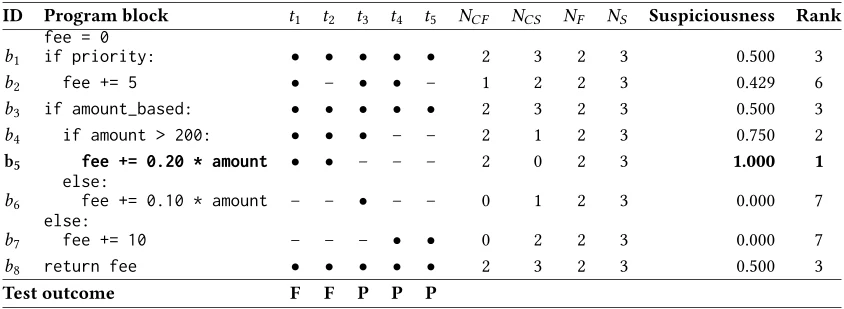 ID Program block t1 t2 t3 t4 t5 NCF NCS NF NS Suspiciousness Rank
fee = 0
b1 if priority: • • • • • 2 3 2 3 0.500 3
b2 fee += 5 • – • • – 1 2 2 3 0.429 6
b3 if amount_based: • • • • • 2 3 2 3 0.500 3
b4 if amount > 200: • • • – – 2 1 2 3 0.750 2
b5 fee += 0.20 * amount • • – – – 2 0 2 3 1.000 1
else:
b6 fee += 0.10 * amount – – • – – 0 1 2 3 0.000 7
else:
b7 fee += 10 – – – • • 0 2 2 3 0.000 7
b8 return fee • • • • • 2 3 2 3 0.500 3
Test outcome F F P P P